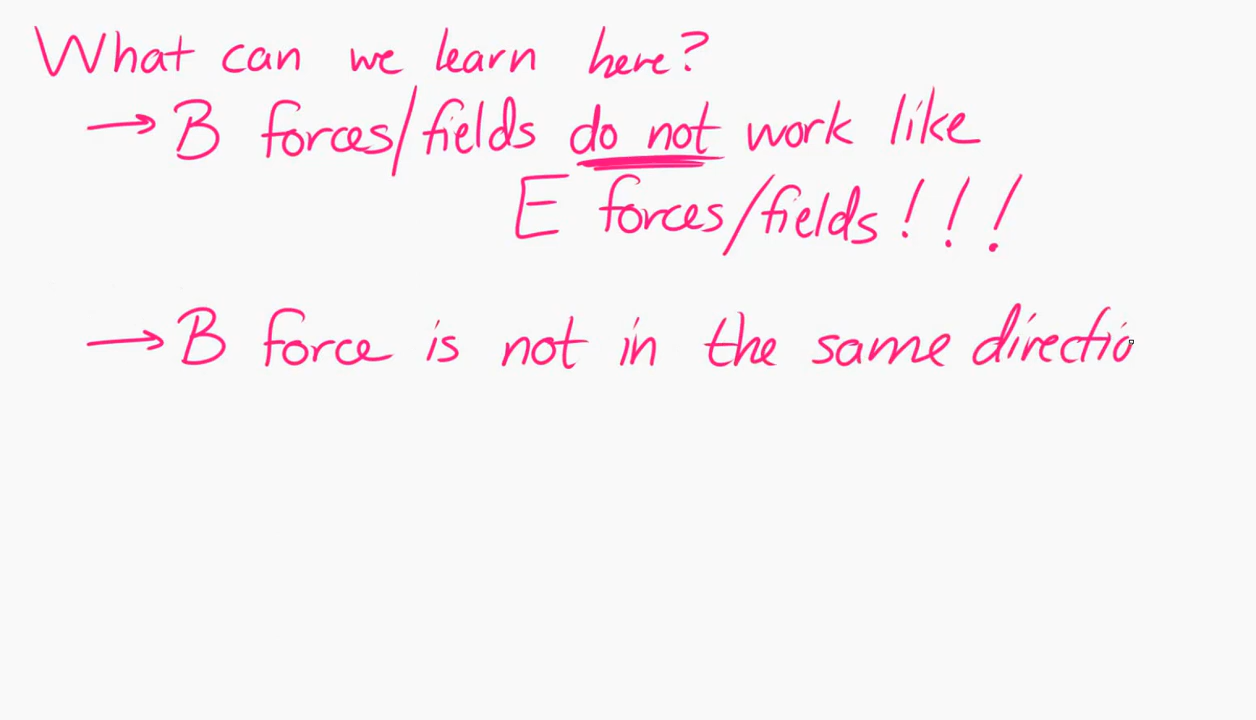 What can we learn here?
→ B forces/fields do not work like
E forces/fields!!!
→ B force is not in the same directio